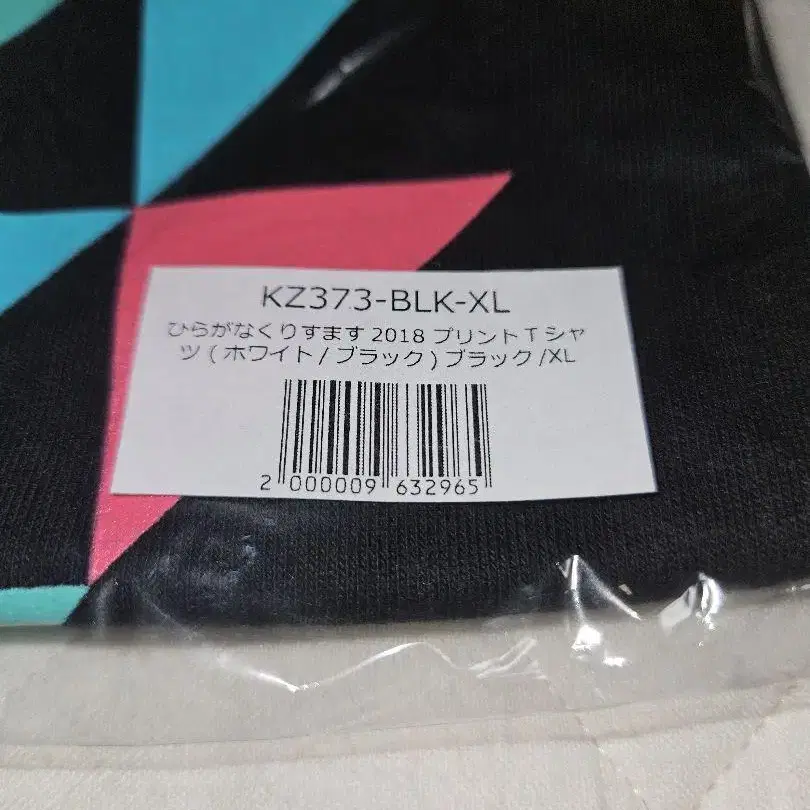 KZ373-BLK-XL
ひらがなくりすます 2018 プリント T シャ
ツ ( ホワイト / ブラック ) ブラック /XL
2 000009 632965